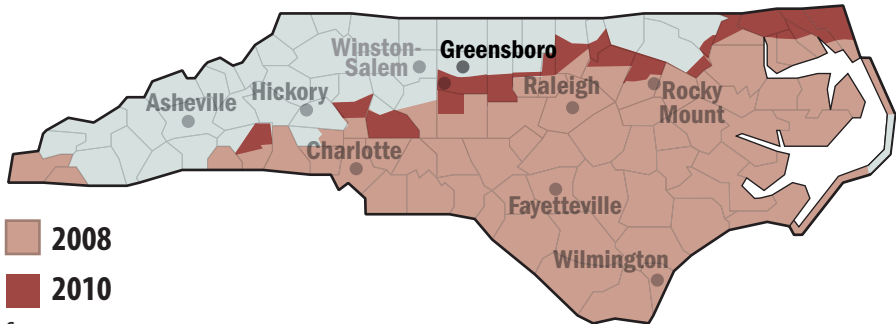 Winston-
Salem
Greensboro
Asheville
Hickory
Raleigh
Rocky
Mount
Charlotte
Fayetteville
Wilmington
2008
2010